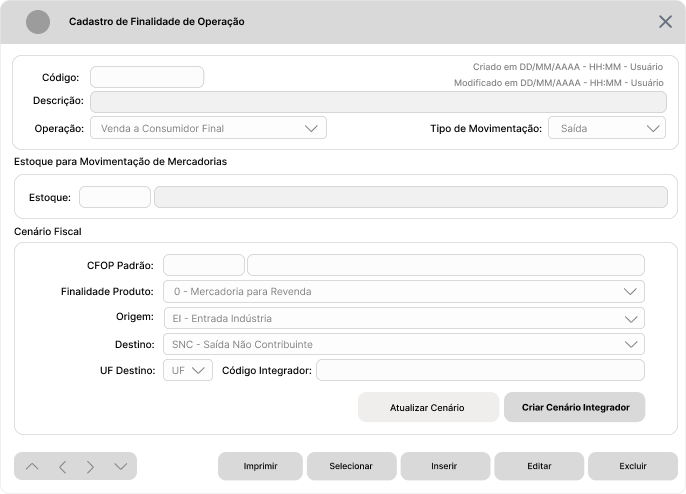 Cadastro de Finalidade de Operação
Criado em DD/MM/AAAA - HH:MM - Usuário
Código:
Modificado em DD/MM/AAAA - HH:MM - Usuário
Descrição:
Operação: Venda a Consumidor Final Tipo de Movimentação: Saída
Estoque para Movimentação de Mercadorias
Estoque:
Cenário Fiscal
CFOP Padrão:
Finalidade Produto: 0 - Mercadoria para Revenda
Origem: EI - Entrada Indústria
Destino: SNC - Saída Não Contribuinte
UF Destino: UF Código Integrador:
Atualizar Cenário Criar Cenário Integrador
Imprimir Selecionar Inserir Editar Excluir